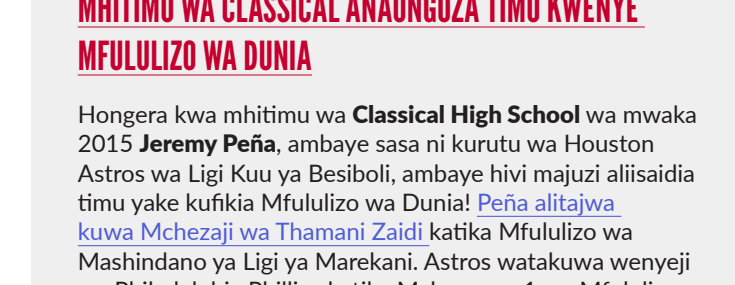 MHITIMU WA CLASSICAL ANAUNGUZA TIMU KWENYE
MFULULIZO WA DUNIA
Hongera kwa mhitimu wa Classical High School wa mwaka
2015 Jeremy Peña, ambaye sasa ni kurutu wa Houston
Astros wa Ligi Kuu ya Besiboli, ambaye hivi majuzi aliisaidia
timu yake kufikia Mfululizo wa Dunia! Peña alitajwa
kuwa Mchezaji wa Thamani Zaidi katika Mfululizo wa
Mashindano ya Ligi ya Marekani. Astros watakuwa wenyeji